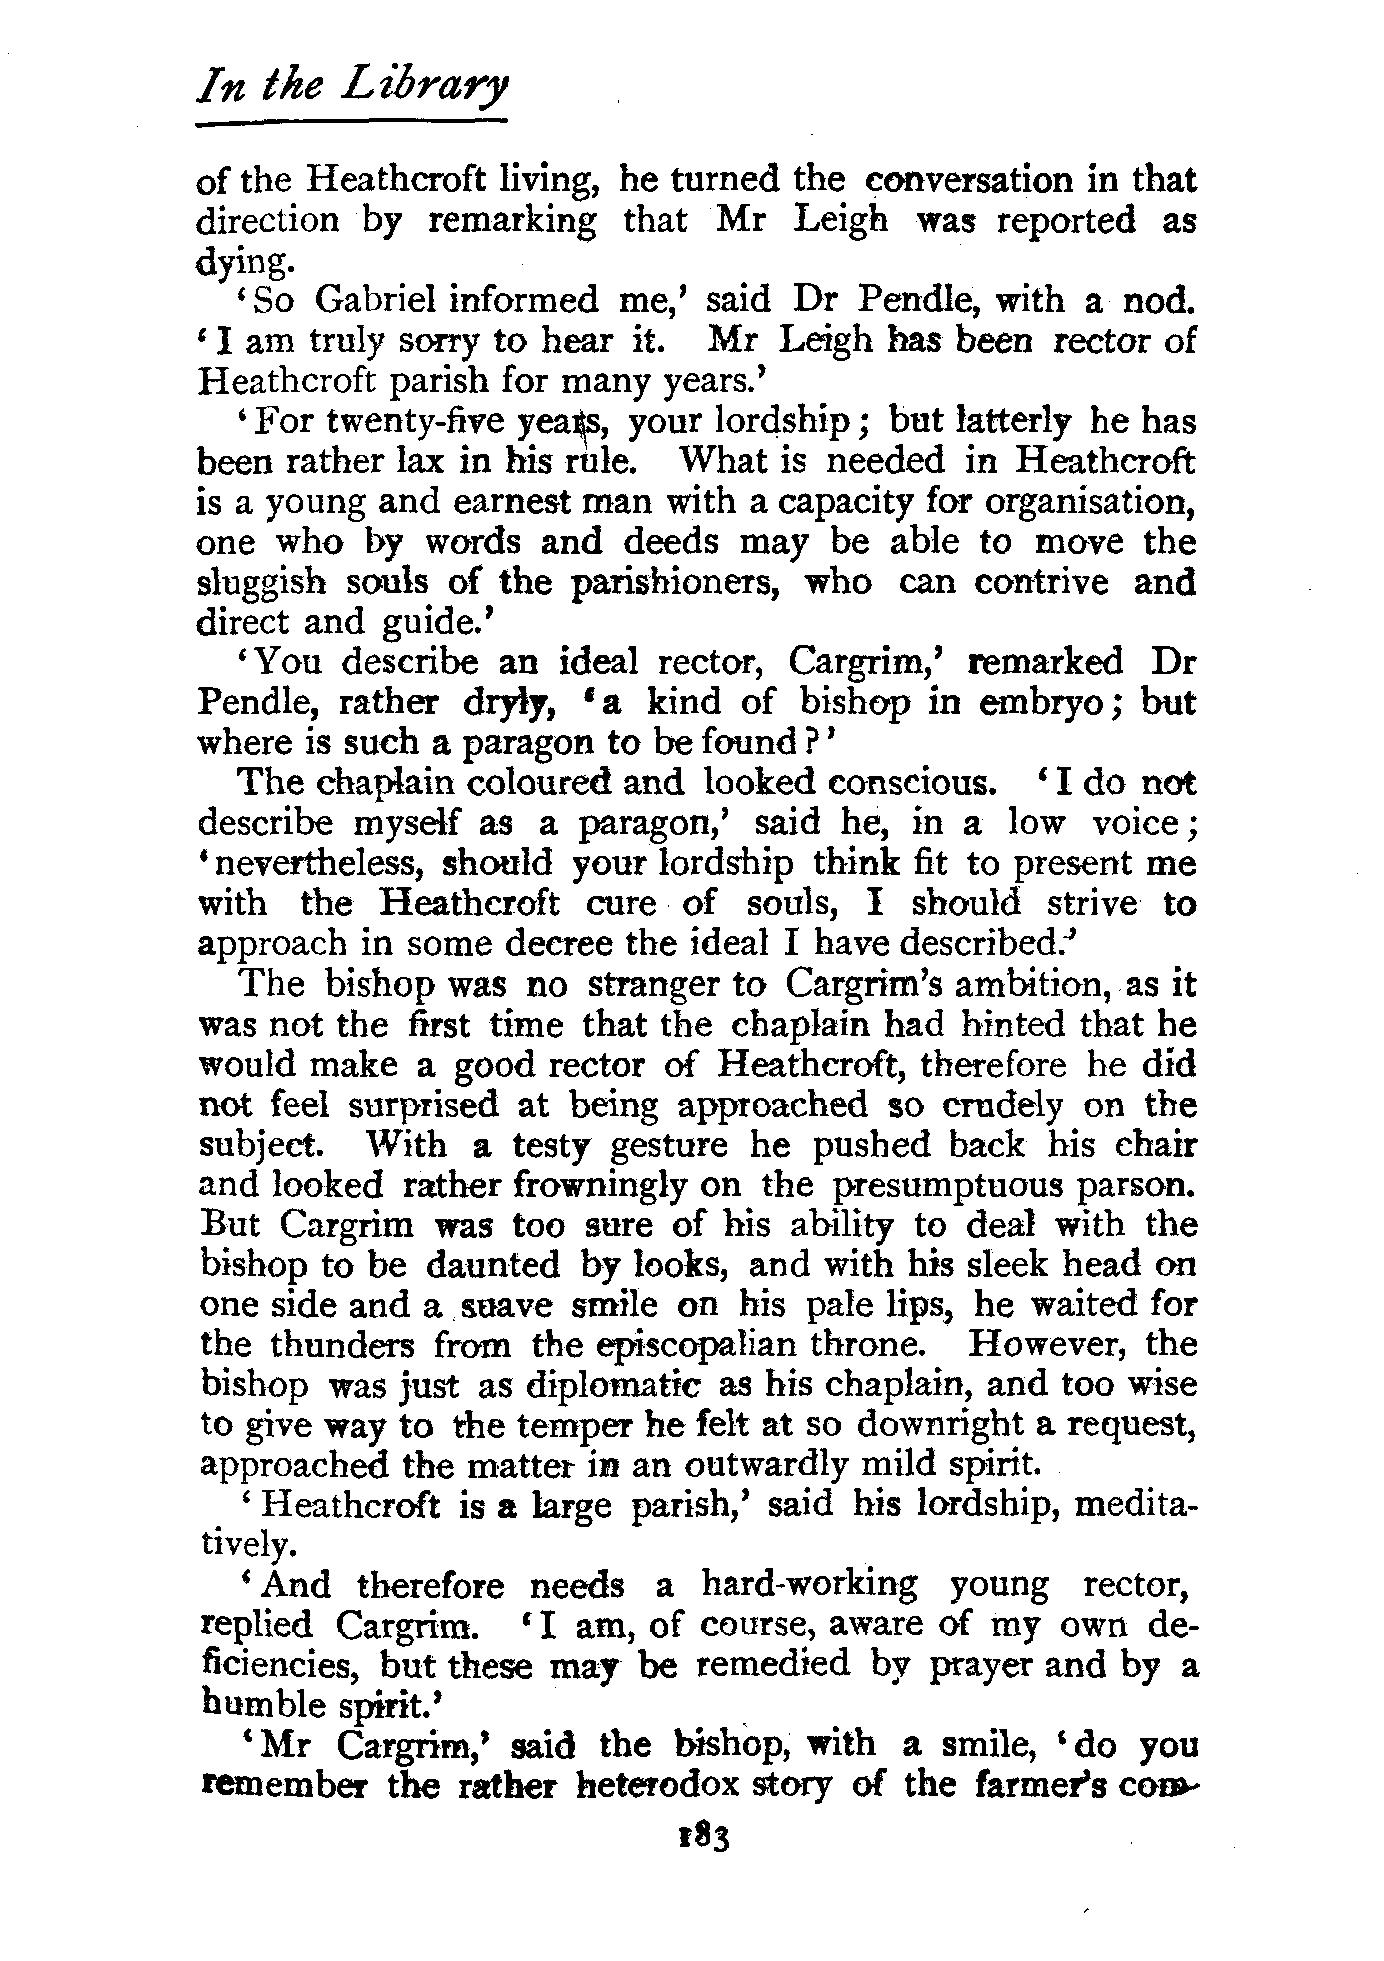 In the Library
of the Heathcroft living, he turned the conversation in that
direction by remarking that Mr Leigh was reported as
dying.
‘So Gabriel informed me,’ said Dr Pendle, with a nod.
‘I am truly sorry to hear it. Mr Leigh has been rector of
Heathcroft parish for many years.’
‘For twenty-five years, your lordship; but latterly he has
been rather lax in his rule. What is needed in Heathcroft
is a young and earnest man with a capacity for organisation,
one who by words and deeds may be able to move the
sluggish souls of the parishioners, who can contrive and
direct and guide.’
‘You describe an ideal rector, Cargrim,’ remarked Dr
Pendle, rather dryly, ‘a kind of bishop in embryo; but
where is such a paragon to be found?’
The chaplain coloured and looked conscious. ‘I do not
describe myself as a paragon,’ said he, in a low voice;
‘nevertheless, should your lordship think fit to present me
with the Heathcroft cure of souls, I should strive to
approach in some decree the ideal I have described.’
The bishop was no stranger to Cargrim's ambition, as it
was not the first time that the chaplain had hinted that he
would make a good rector of Heathcroft, therefore he did
not feel surprised at being approached so crudely on the
subject. With a testy gesture he pushed back his chair
and looked rather frowningly on the presumptuous parson.
But Cargrim was too sure of his ability to deal with the
bishop to be daunted by looks, and with his sleek head on
one side and a suave smile on his pale lips, he waited for
the thunders from the episcopalian throne. However, the
bishop was just as diplomatic as his chaplain, and too wise
to give way to the temper he felt at so downright a request,
approached the matter in an outwardly mild spirit.
‘Heathcroft is a large parish,’ said his lordship, medita-
tively.
‘And therefore needs a hard-working young rector,
replied Cargrim. ‘I am, of course, aware of my own de-
ficiencies, but these may be remedied by prayer and by a
humble spirit.’
‘Mr Cargrim,’ said the bishop, with a smile, ‘do you
remember the rather heterodox story of the farmer's com-
183